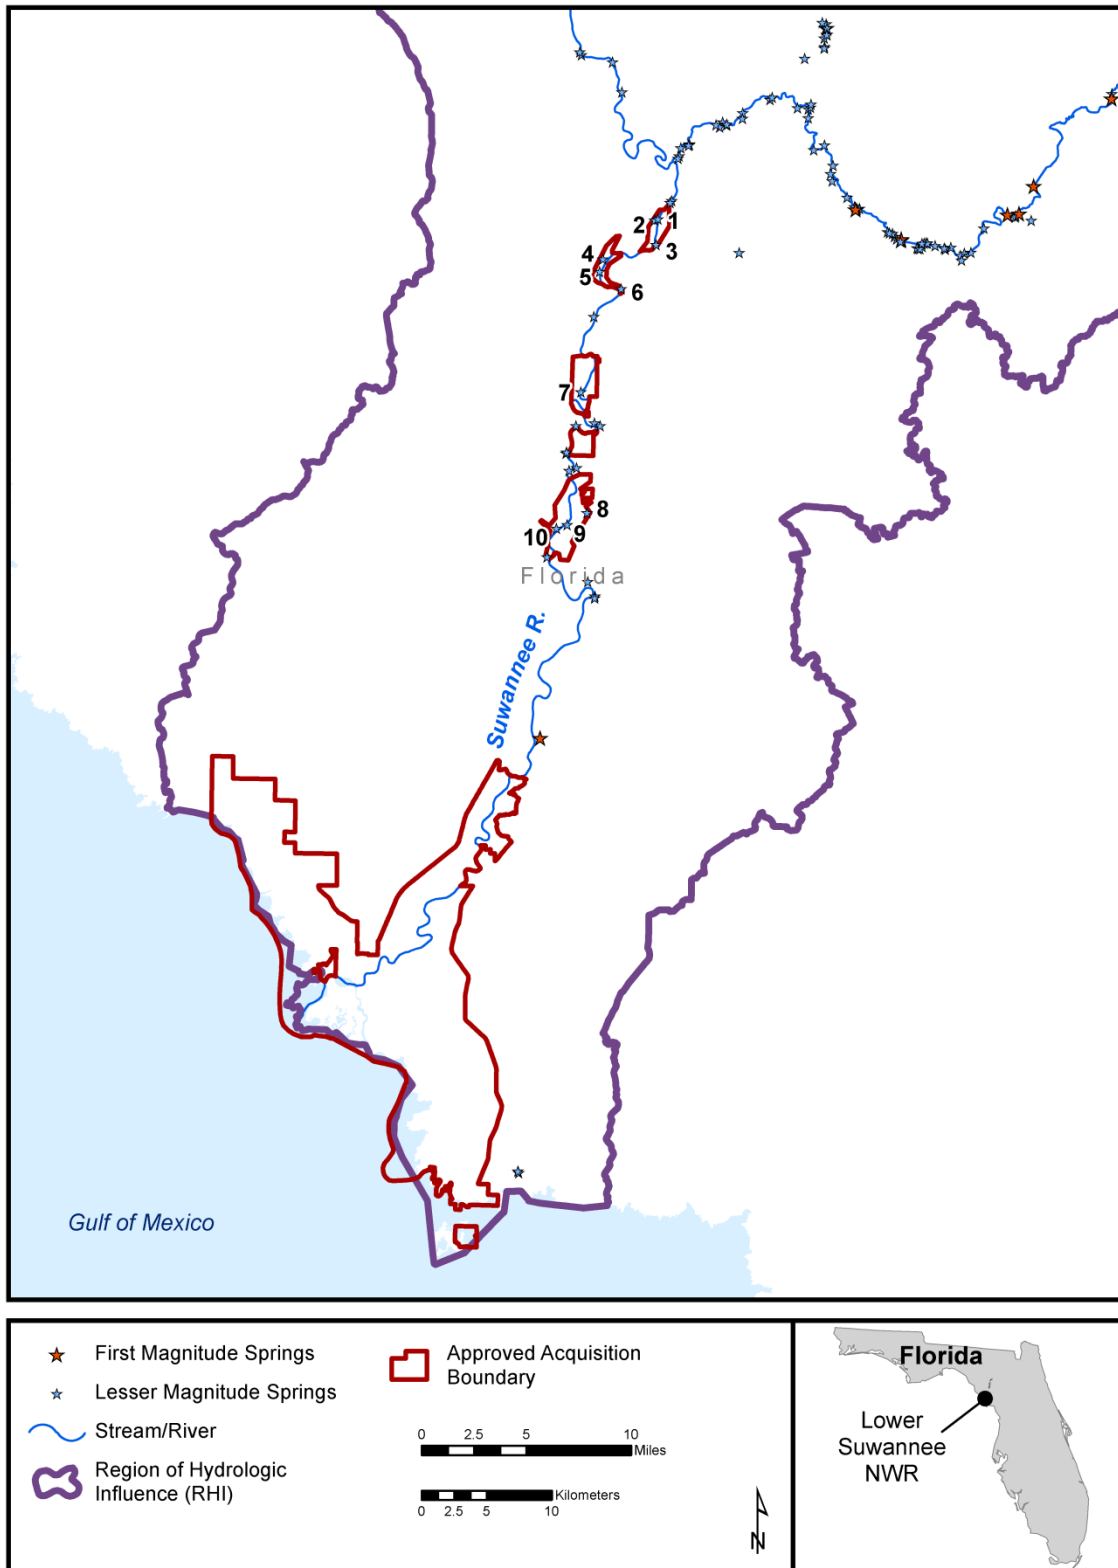 1
2
3
4
5
6
7
8
9
10
Florida
Suwannee R.
Gulf of Mexico
First Magnitude Springs
Lesser Magnitude Springs
Stream/River
Region of Hydrologic
Influence (RHI)
Approved Acquisition
Boundary
0 2.5 5 10
Miles
Kilometers
0 2.5 5 10
N
Florida
Lower
Suwannee
NWR